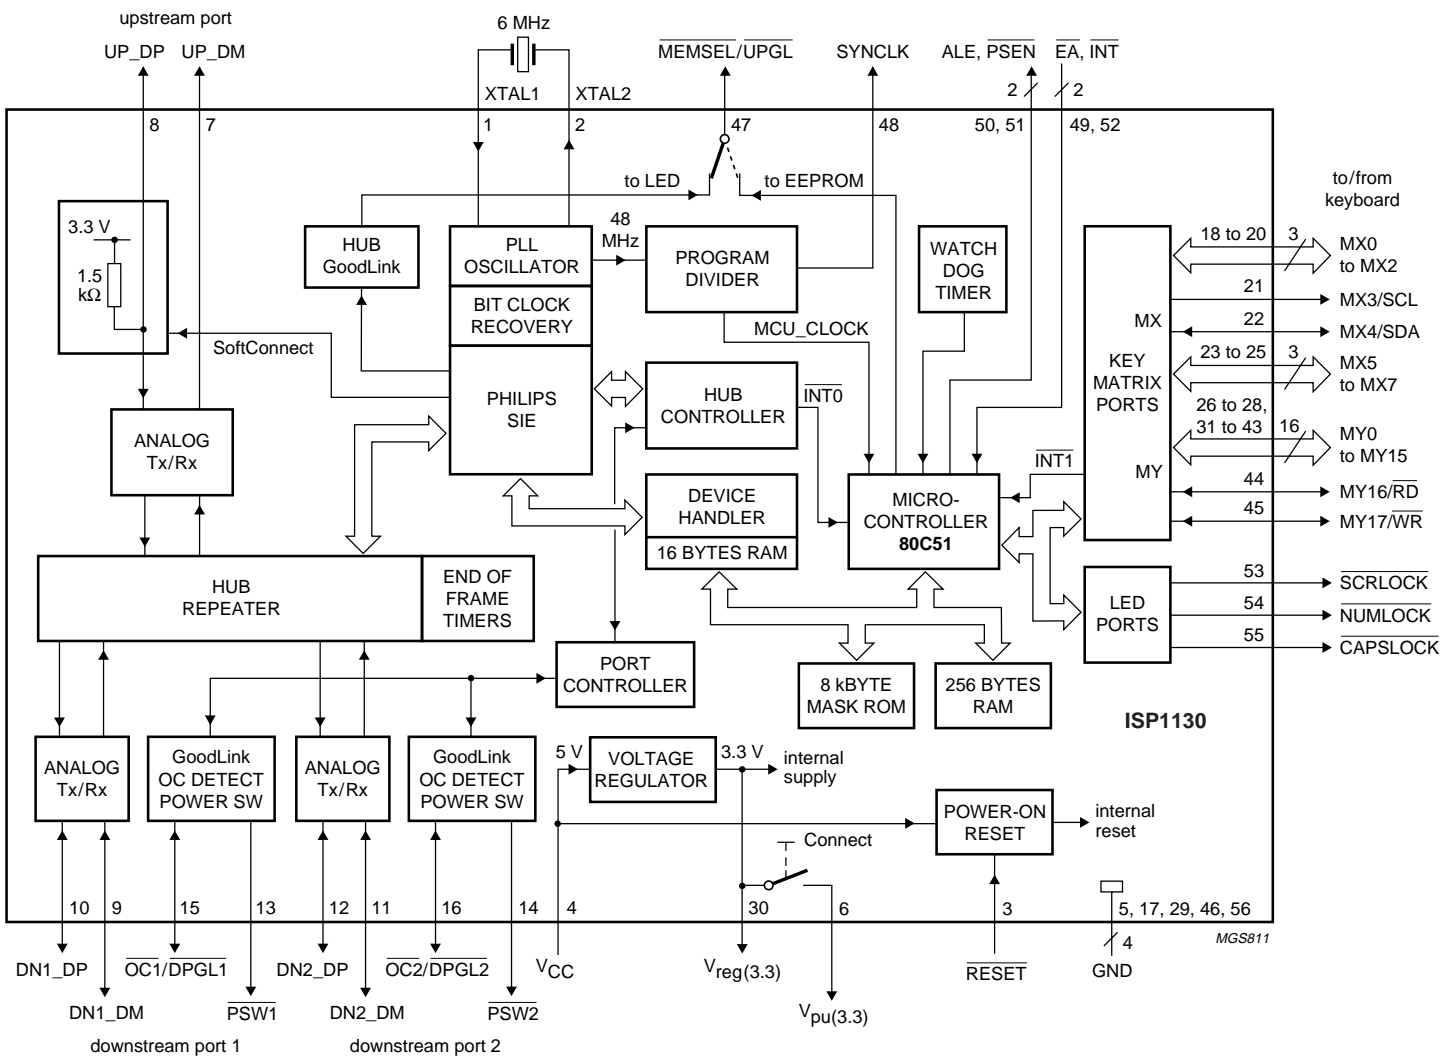 upstream port
6 MHz
UP_DP
UP_DM
MEMSEL/UPGL
SYNCLK
ALE, PSEN
EA, INT
XTAL1
XTAL2
2
2
8
7
1
2
47
48
50, 51
49, 52
to LED
to EEPROM
to/from
keyboard
3.3 V
1.5
kΩ
HUB
GoodLink
PLL
OSCILLATOR
48
MHz
PROGRAM
DIVIDER
WATCH
DOG
TIMER
18 to 20
3
MX0
to MX2
21
MX3/SCL
BIT CLOCK
RECOVERY
MCU_CLOCK
MX
22
MX4/SDA
SoftConnect
KEY
MATRIX
PORTS
23 to 25
3
MX5
to MX7
PHILIPS
SIE
HUB
CONTROLLER
INT0
26 to 28,
31 to 43
16
MY0
to MY15
ANALOG
Tx/Rx
INT1
MY
44
MY16/RD
45
MY17/WR
DEVICE
HANDLER
16 BYTES RAM
MICRO-
CONTROLLER
80C51
HUB
REPEATER
END OF
FRAME
TIMERS
LED
PORTS
53
SCRLOCK
54
NUMLOCK
55
CAPSLOCK
PORT
CONTROLLER
8 kBYTE
MASK ROM
256 BYTES
RAM
ISP1130
ANALOG
Tx/Rx
GoodLink
OC DETECT
POWER SW
ANALOG
Tx/Rx
GoodLink
OC DETECT
POWER SW
5 V
VOLTAGE
REGULATOR
3.3 V
internal
supply
POWER-ON
RESET
internal
reset
Connect
10
9
15
13
12
11
16
14
4
30
6
3
5, 17, 29, 46, 56
4
MGS811
DN1_DP
OC1/DPGL1
DN2_DP
OC2/DPGL2
VCC
Vreg(3.3)
RESET
GND
DN1_DM
PSW1
DN2_DM
PSW2
Vpu(3.3)
downstream port 1
downstream port 2